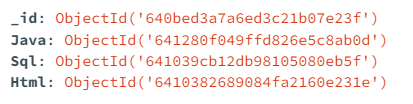 _id: ObjectId('640bed3a7a6ed3c21b07e23f')
Java: ObjectId('641280f049ffd826e5c8ab0d')
Sql: ObjectId('641039cb12db98105080eb5f')
Html: ObjectId('6410382689084fa2160e231e')